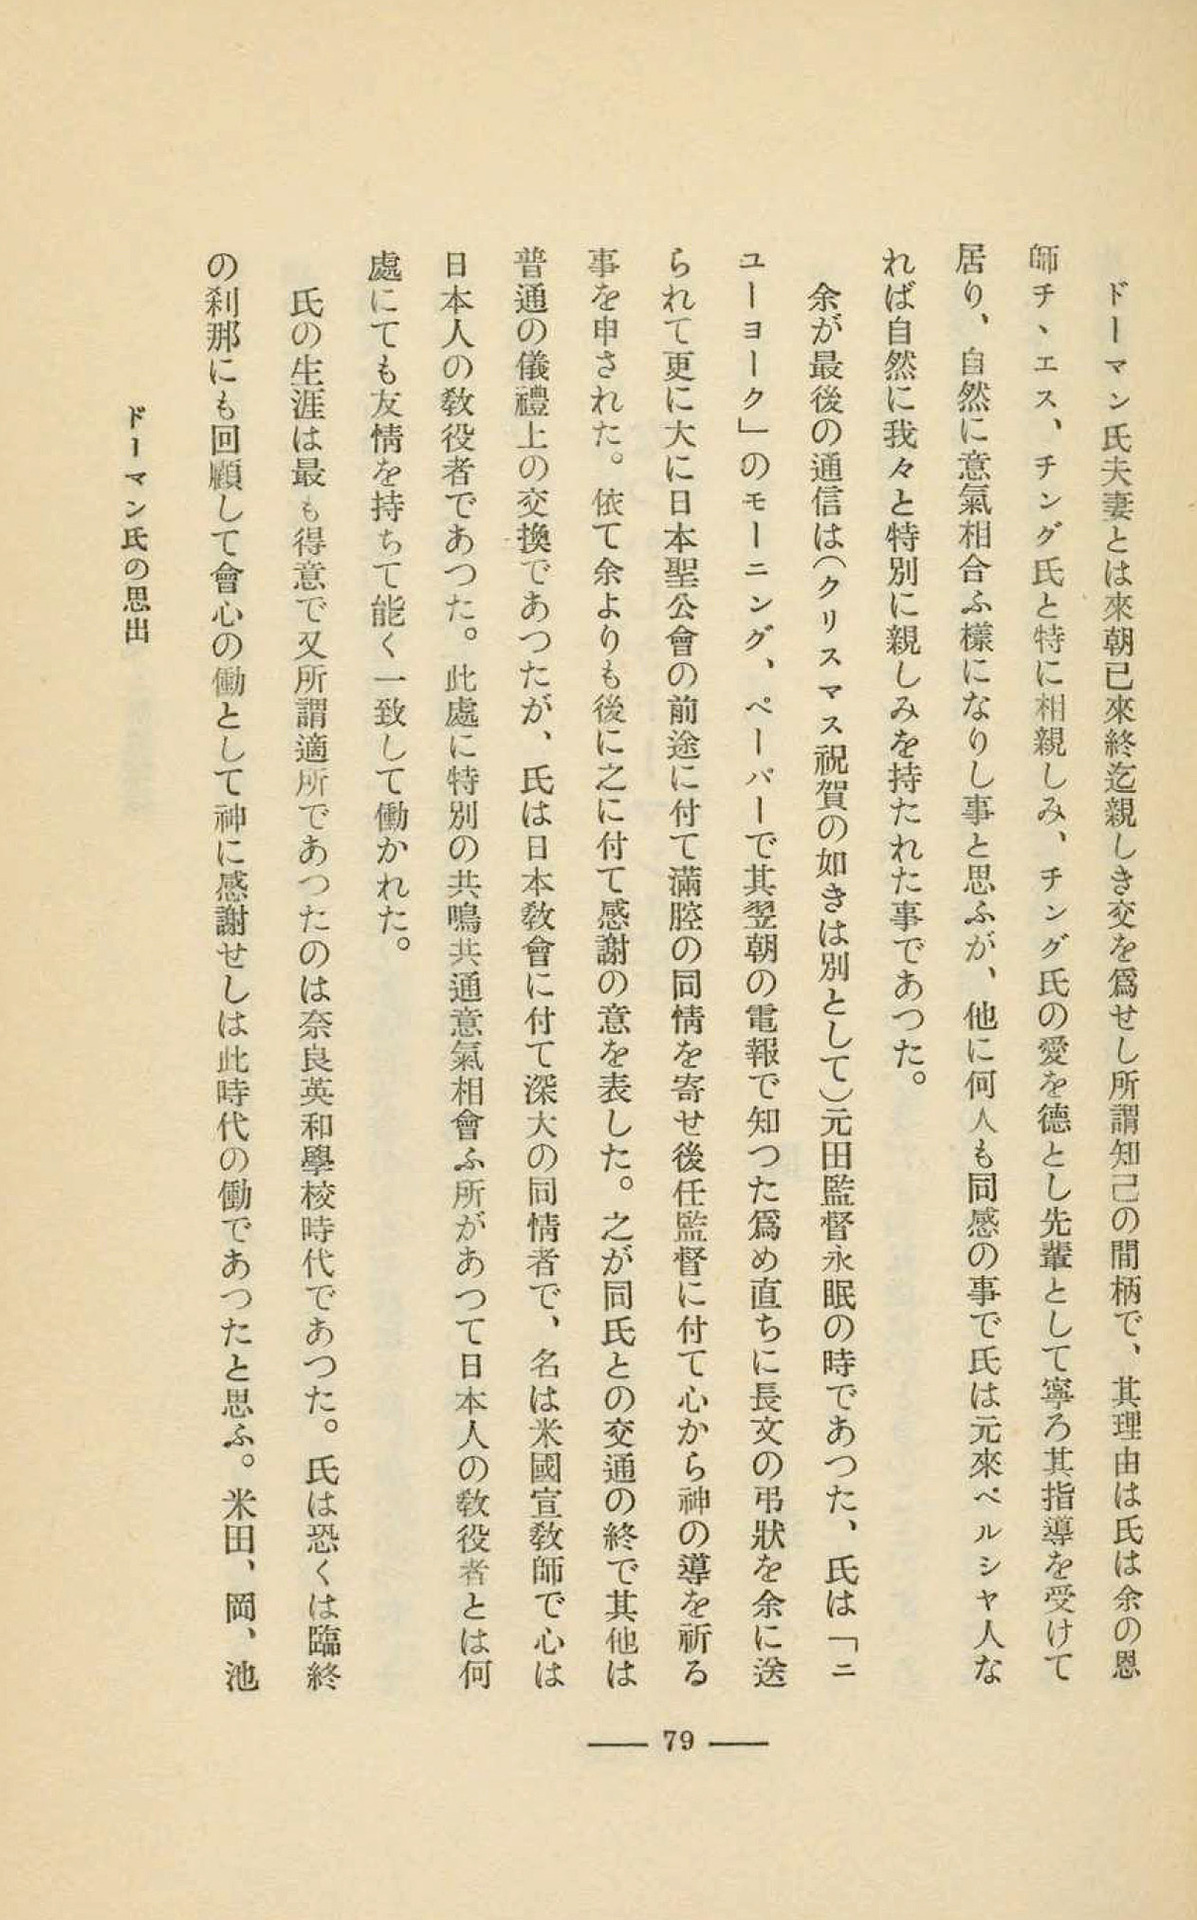 ドーマン氏夫妻とは來朝已來終迄親しき交を爲せし所謂知己の間柄で、其理由は氏は余の恩
師チ、エス、チング氏と特に相親しみ、チング氏の愛を德とし先輩として寧ろ其指導を受けて
居り、自然に意氣相合ふ樣になりし事と思ふが、他に何人も同感の事で氏は元來ペルシヤ人な
れば自然に我々と特別に親しみを持たれた事であつた。
余が最後の通信は(クリスマス祝賀の如きは別として)元田監督永眠の時であつた、氏は「ニ
ユーヨーク」のモーニング、ペーパーで其翌朝の電報で知つた爲め直ちに長文の弔狀を余に送
られて更に大に日本聖公會の前途に付て滿腔の同情を寄せ後任監督に付て心から神の導を祈る
事を申された。依て余よりも後に之に付て感謝の意を表した。之が同氏との交通の終で其他は
普通の儀禮上の交換であつたが、氏は日本敎會に付て深大の同情者で、名は米國宣敎師で心は
日本人の敎役者であつた。此處に特別の共鳴共通意氣相會ふ所があつて日本人の敎役者とは何
處にても友情を持ちて能く一致して働かれた。
氏の生涯は最も得意で又所謂適所であつたのは奈良英和學校時代であつた。氏は恐くは臨終
の刹那にも回顧して會心の働として神に感謝せしは此時代の働であつたと思ふ。米田、岡、池
ドーマン氏の思出
79